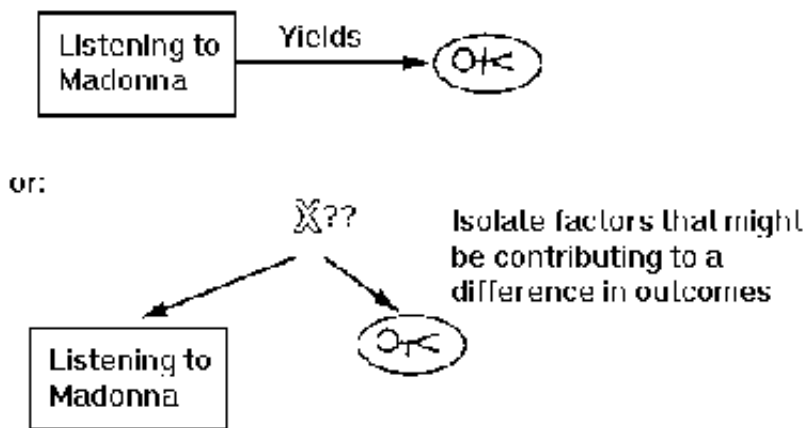 Listening to
Madonna
Yields
or:
X??
Isolate factors that might
be contributing to a
difference in outcomes
Listening to
Madonna